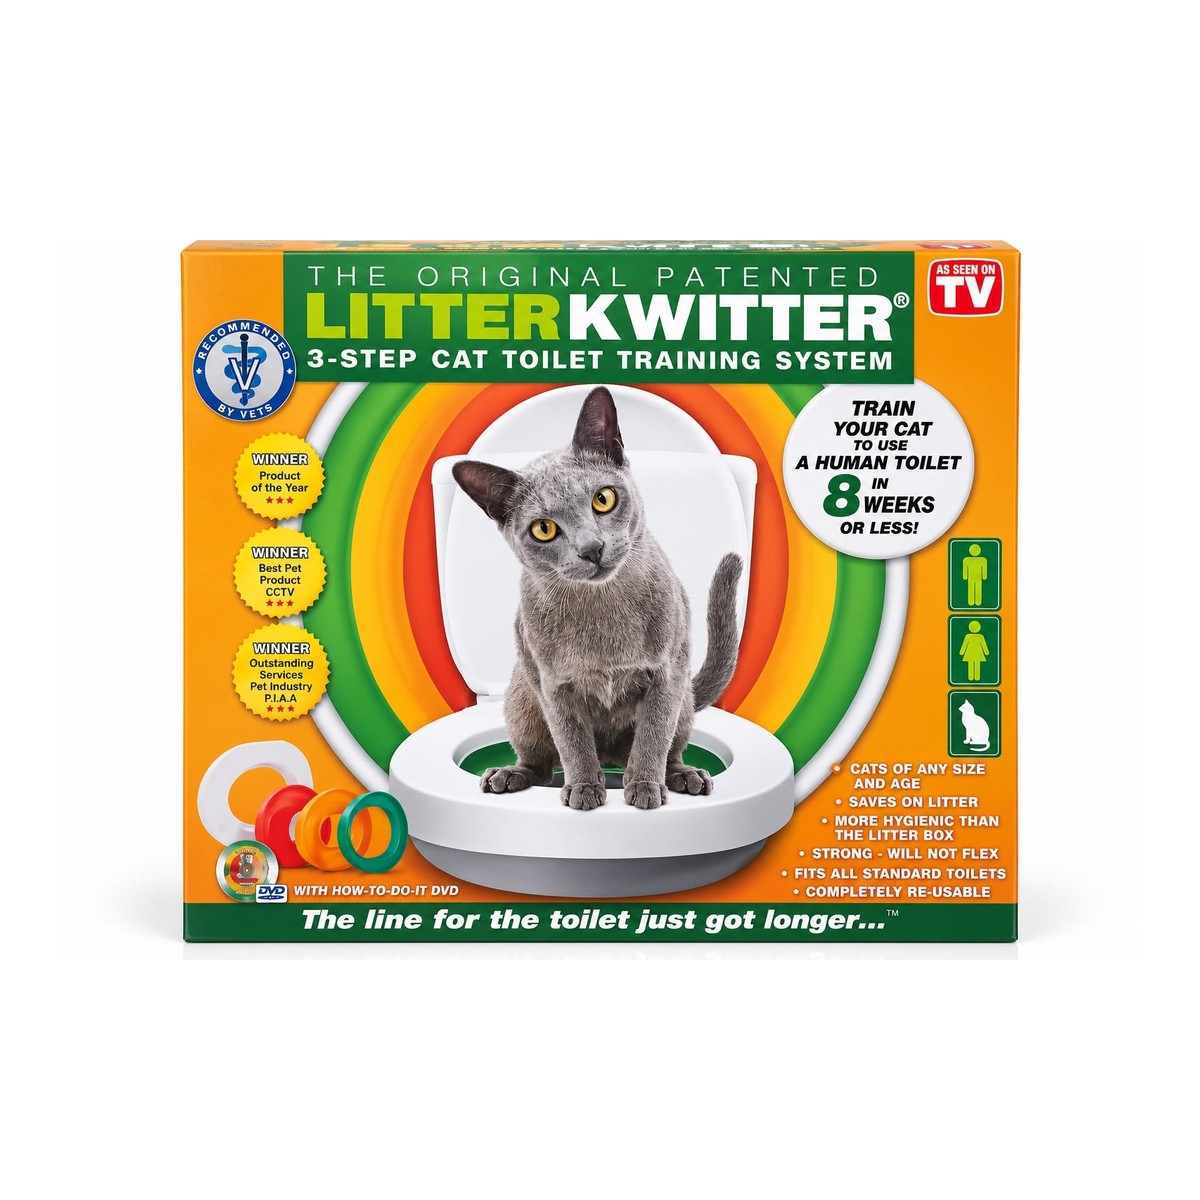 THE ORIGINAL PATENTED
LITTERKWITTER®
3-STEP CAT TOILET TRAINING SYSTEM
AS SEEN ON
TV
RECOMMENDED
V
BY VETS
WINNER
Product
of the Year
WINNER
Best Pet
Product
CCTV
WINNER
Outstanding
Services
Pet Industry
P.I.A.A
TRAIN
YOUR CAT
TO USE
A HUMAN TOILET
IN
8 WEEKS
OR LESS!
• CATS OF ANY SIZE
AND AGE
• SAVES ON LITTER
• MORE HYGIENIC THAN
THE LITTER BOX
• STRONG - WILL NOT FLEX
• FITS ALL STANDARD TOILETS
• COMPLETELY RE-USABLE
DVD
WITH HOW-TO-DO-IT DVD
The line for the toilet just got longer...™